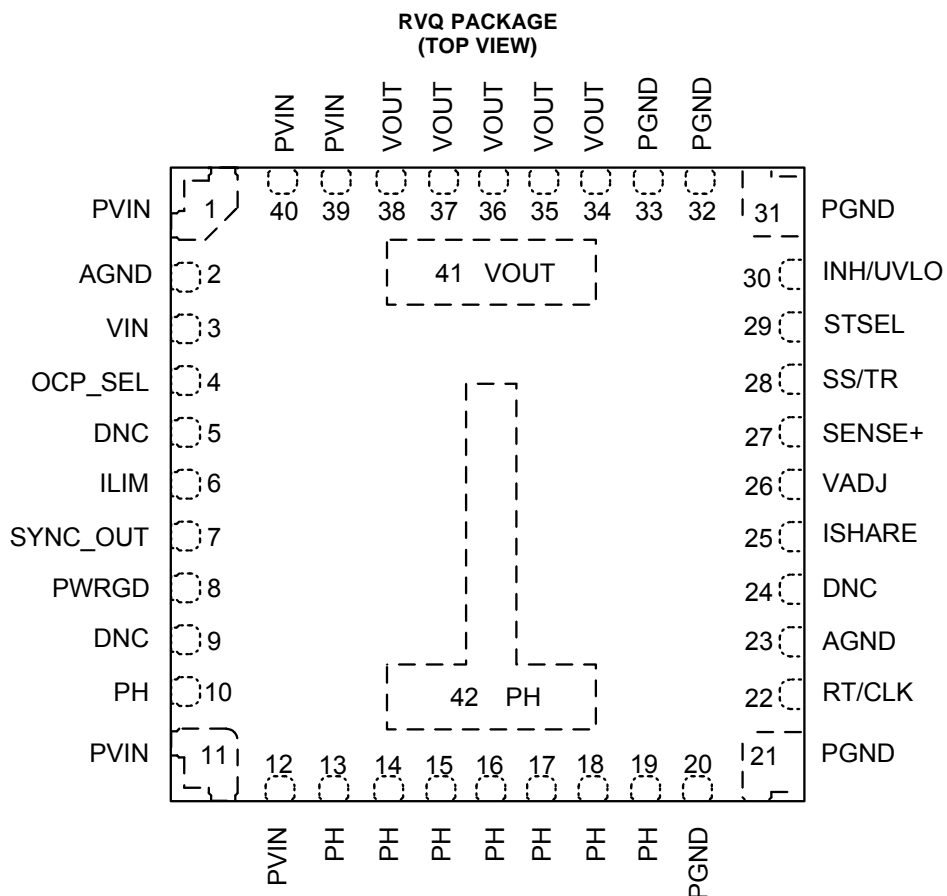 RVQ PACKAGE
(TOP VIEW)
PVIN
PVIN
VOUT
VOUT
VOUT
VOUT
VOUT
PGND
PGND
40
39
38
37
36
35
34
33
32
PVIN 1
31 PGND
AGND 2
41 VOUT
30 INH/UVLO
VIN 3
29 STSEL
OCP_SEL 4
28 SS/TR
DNC 5
27 SENSE+
ILIM 6
26 VADJ
SYNC_OUT 7
25 ISHARE
PWRGD 8
24 DNC
DNC 9
23 AGND
PH 10
42 PH
22 RT/CLK
PVIN 11
21 PGND
12
13
14
15
16
17
18
19
20
PVIN
PH
PH
PH
PH
PH
PH
PH
PGND